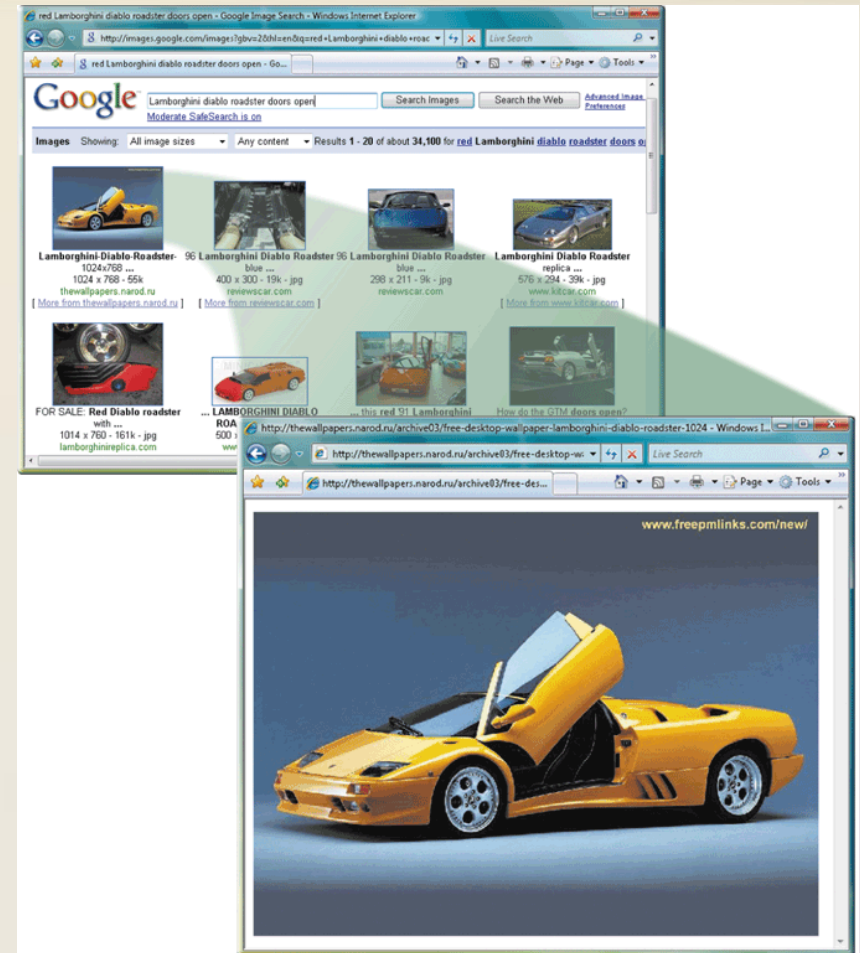 red Lamborghini diablo roadster doors open - Google Image Search - Windows Internet Explorer
http://images.google.com/images?gbv=2&hl=en&q=red+Lamborghini+diablo+roac
Live Search
red Lamborghini diablo roadster doors open - Go...
Page Tools
Google
Lamborghini diablo roadster doors open
Search Images
Search the Web
Advanced Image
Preferences
Moderate SafeSearch is on
Images Showing: All image sizes Any content Results 1 - 20 of about 34,100 for red Lamborghini diablo roadster doors
Lamborghini-Diablo-Roadster- 96 Lamborghini Diablo Roadster 96 Lamborghini Diablo Roadster Lamborghini Diablo Roadster
1024x768 ... blue ... blue ... replica ...
1024 x 768 - 55k 400 x 300 - 19k - jpg 298 x 211 - 9k - jpg 576 x 294 - 39k - jpg
thewallpapers.narod.ru reviewscar.com reviewscar.com www.kitcar.com
[ More from thewallpapers.narod.ru ] [ More from reviewscar.com ] [ More from www.kitcar.com ]
FOR SALE: Red Diablo roadster ... LAMBORGHINI DIABLO ... this red 91 Lamborghini How do the GTM doors open?
with ... ROA
1014 x 760 - 161k - jpg 500 x
lamborghinireplica.com ww
http://thewallpapers.narod.ru/archive03/free-desktop-wallpaper-lamborghini-diablo-roadster-1024 - Windows I...
http://thewallpapers.narod.ru/archive03/free-desktop-wa
Live Search
http://thewallpapers.narod.ru/archive03/free-des...
Page Tools
www.freepmlinks.com/new/